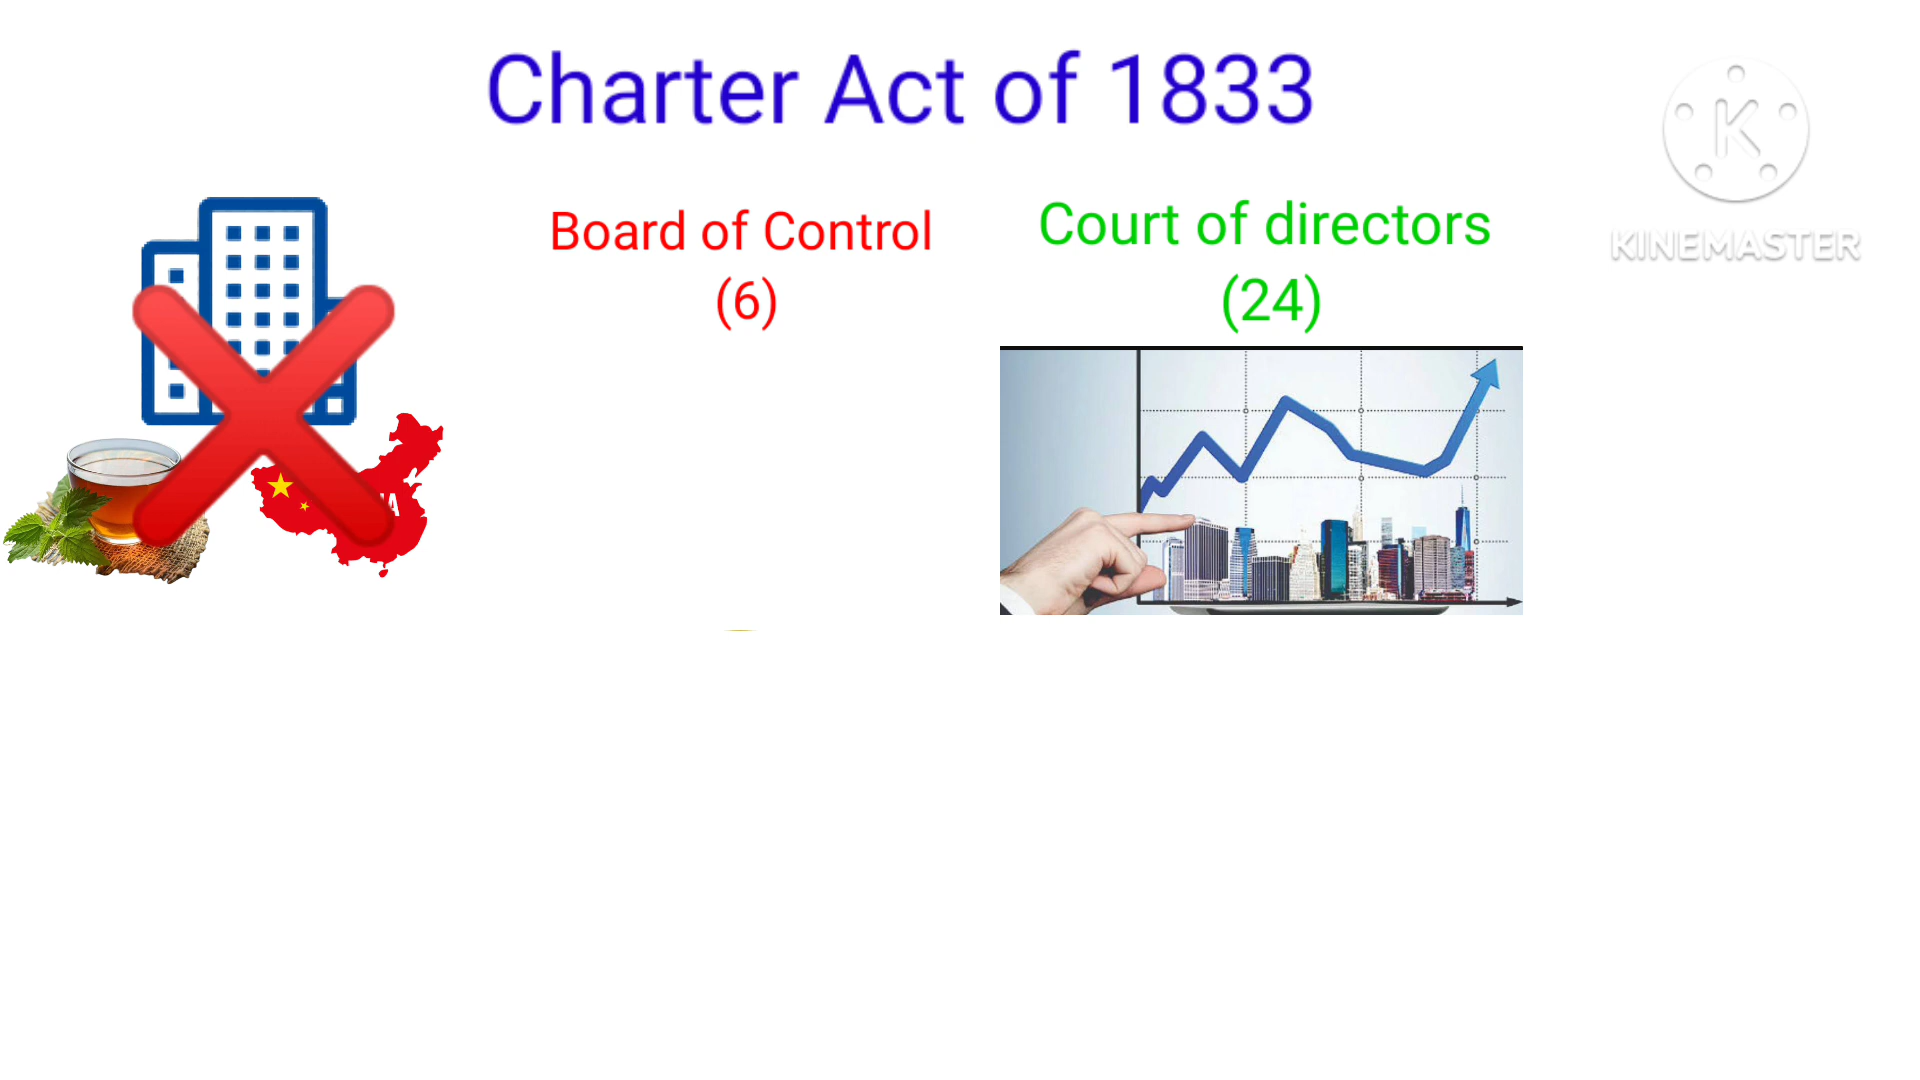 Charter Act of 1833
Board of Control
(6)
Court of directors
(24)
K
KINEMASTER